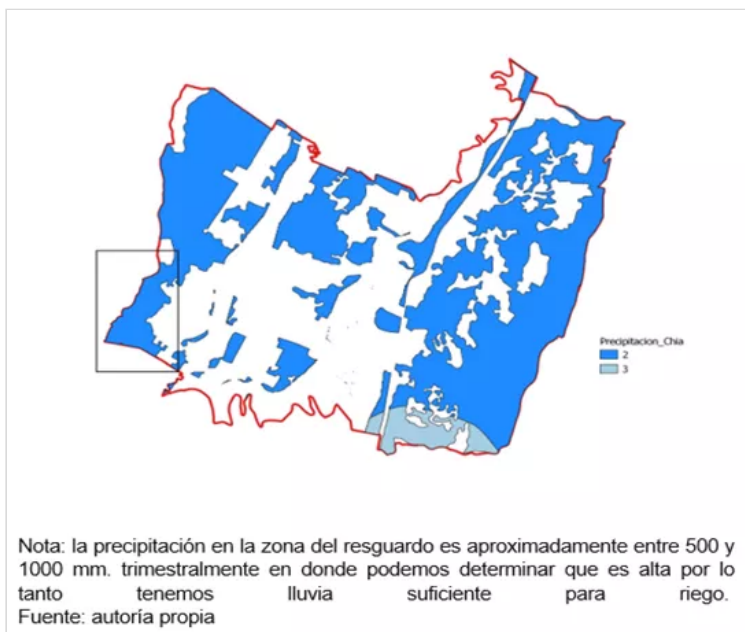 Precipitacion_Chia
2
3
Nota: la precipitación en la zona del resguardo es aproximadamente entre 500 y
1000 mm. trimestralmente en donde podemos determinar que es alta por lo
tanto tenemos lluvia suficiente para riego.
Fuente: autoría propia